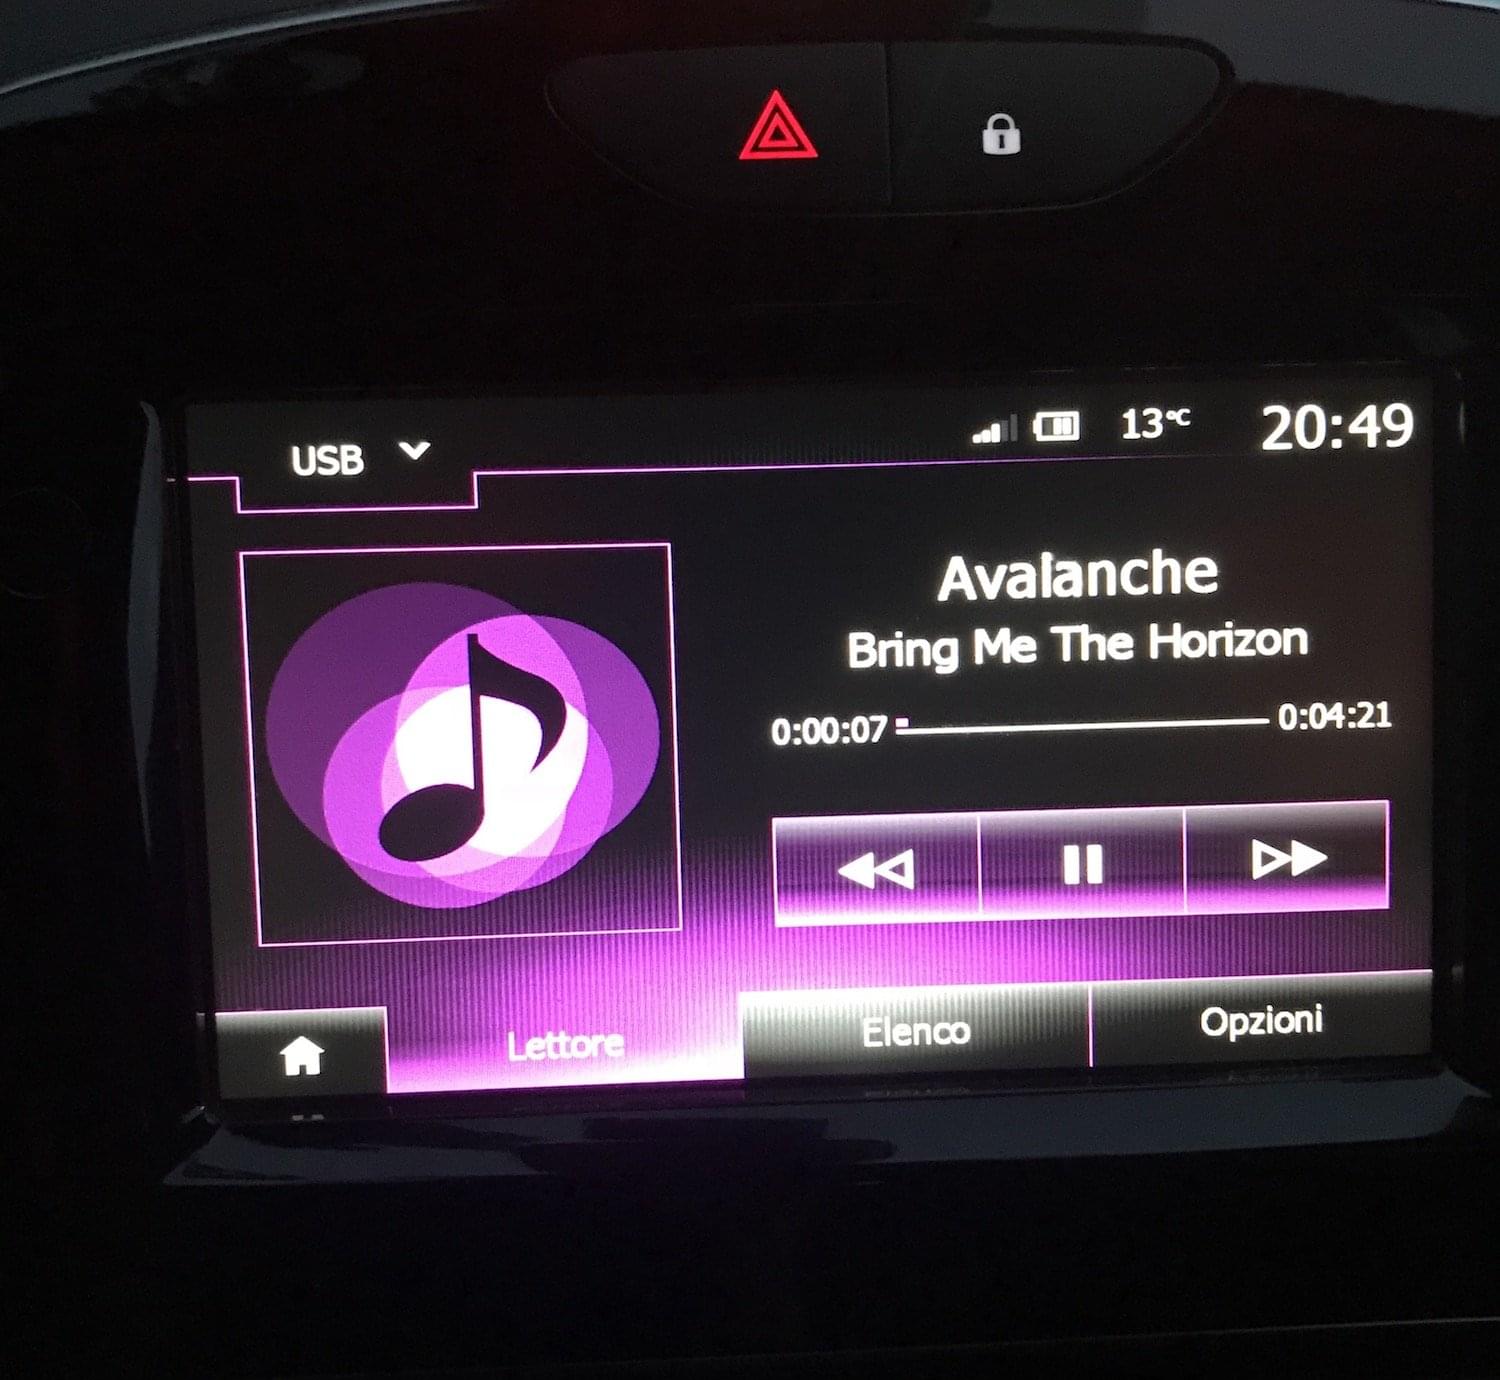 USB
13°C
20:49
Avalanche
Bring Me The Horizon
0:00:07
0:04:21
Lettore
Elenco
Opzioni